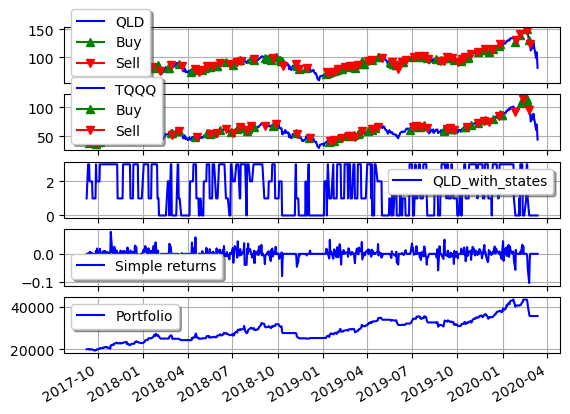 QLD
Buy
Sell
150
100
TQQQ
Buy
Sell
100
50
QLD_with_states
2
0
Simple returns
0.0
−0.1
Portfolio
40000
20000
2017-10
2018-01
2018-04
2018-07
2018-10
2019-01
2019-04
2019-07
2019-10
2020-01
2020-04